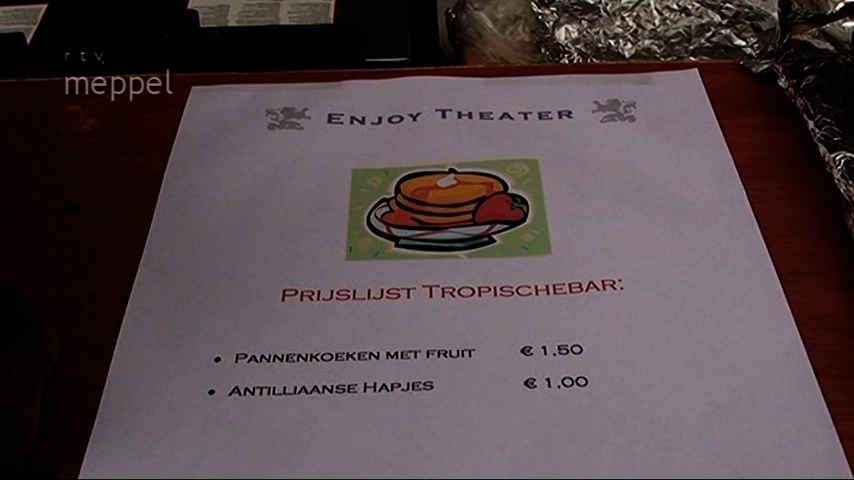 rtv
meppel
ENJOY THEATER
PRIJSLIJST TROPISCHEBAR:
• PANNENKOEKEN MET FRUIT € 1,50
• ANTILLIAANSE HAPJES € 1,00